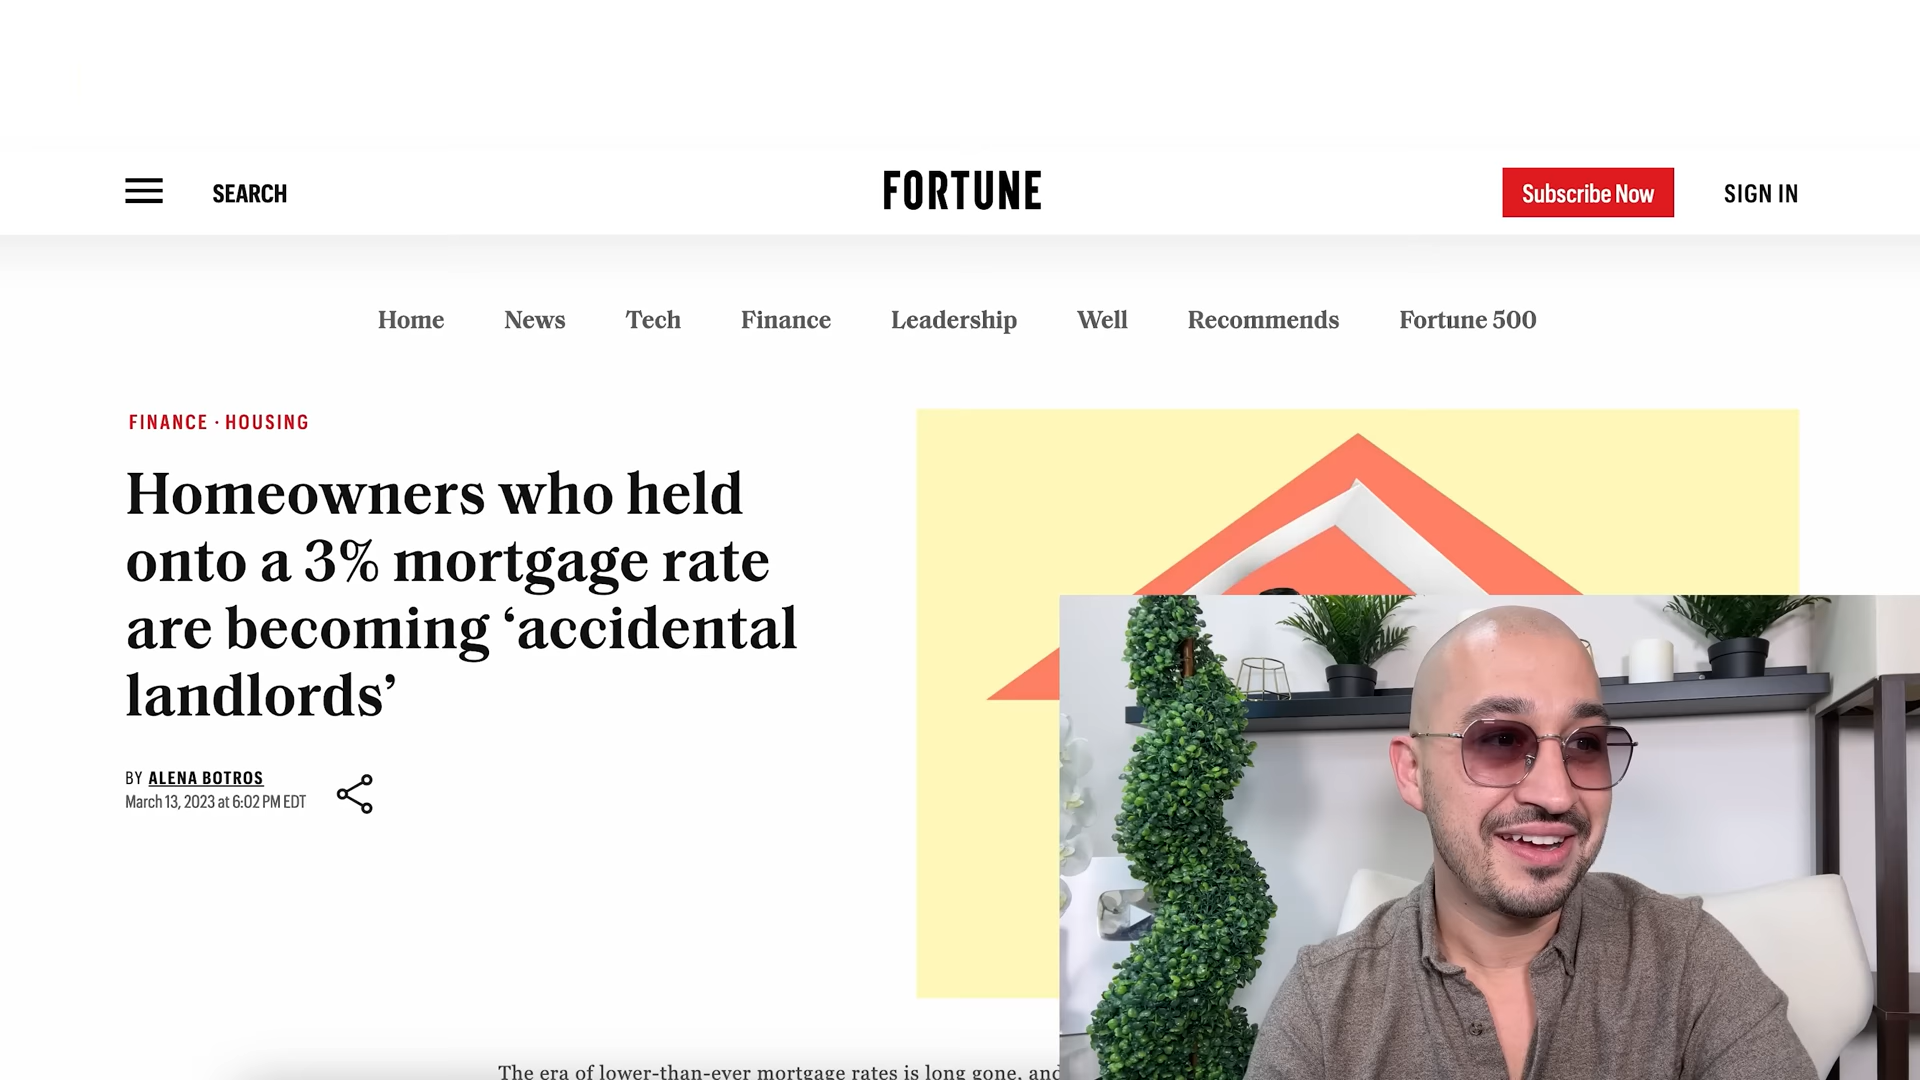 SEARCH
FORTUNE
Subscribe Now
SIGN IN
Home
News
Tech
Finance
Leadership
Well
Recommends
Fortune 500
FINANCE · HOUSING
Homeowners who held
onto a 3% mortgage rate
are becoming ‘accidental
landlords’
BY ALENA BOTROS
March 13, 2023 at 6:02 PM EDT
The era of lower-than-ever mortgage rates is long gone, and